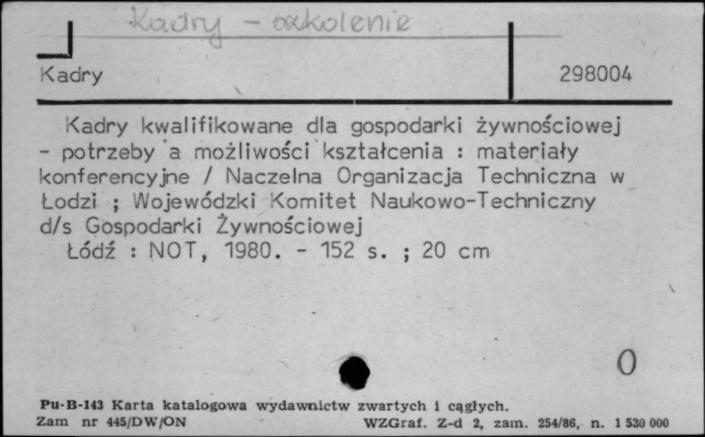 Kadry - szkolenie
Kadry 298004
Kadry kwalifikowane dla gospodarki żywnościowej
- potrzeby a możliwości kształcenia : materiały
konferencyjne / Naczelna Organizacja Techniczna w
Łodzi ; Wojewódzki Komitet Naukowo-Techniczny
d/s Gospodarki Żywnościowej
Łódź : NOT, 1980. - 152 s. ; 20 cm
O
Pu-B-143 Karta katalogowa wydawnictw zwartych i cągłych.
Zam nr 445/DW/ON WZGraf. Z-d 2, zam. 254/86, n. 1 530 000